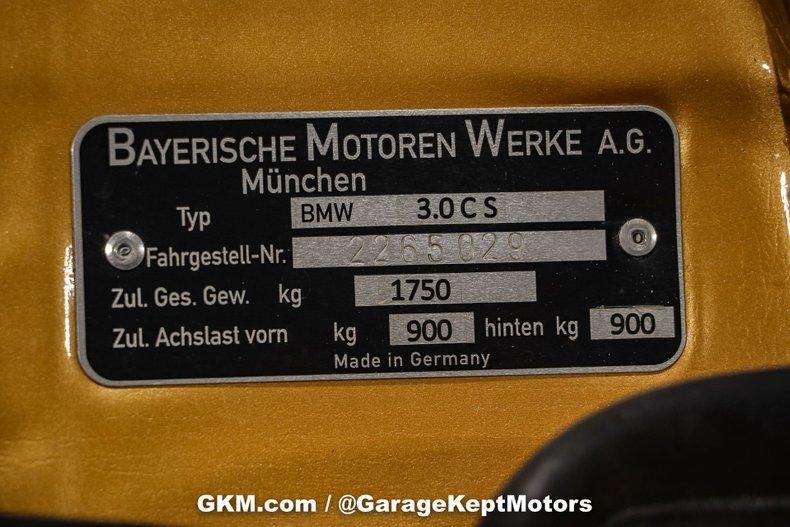 BAYERISCHE MOTOREN WERKE A.G.
München
Typ BMW 3.0 C S
Fahrgestell-Nr. 2265029
Zul. Ges. Gew. kg 1750
Zul. Achslast vorn kg 900 hinten kg 900
Made in Germany
GKM.com / @GarageKeptMotors